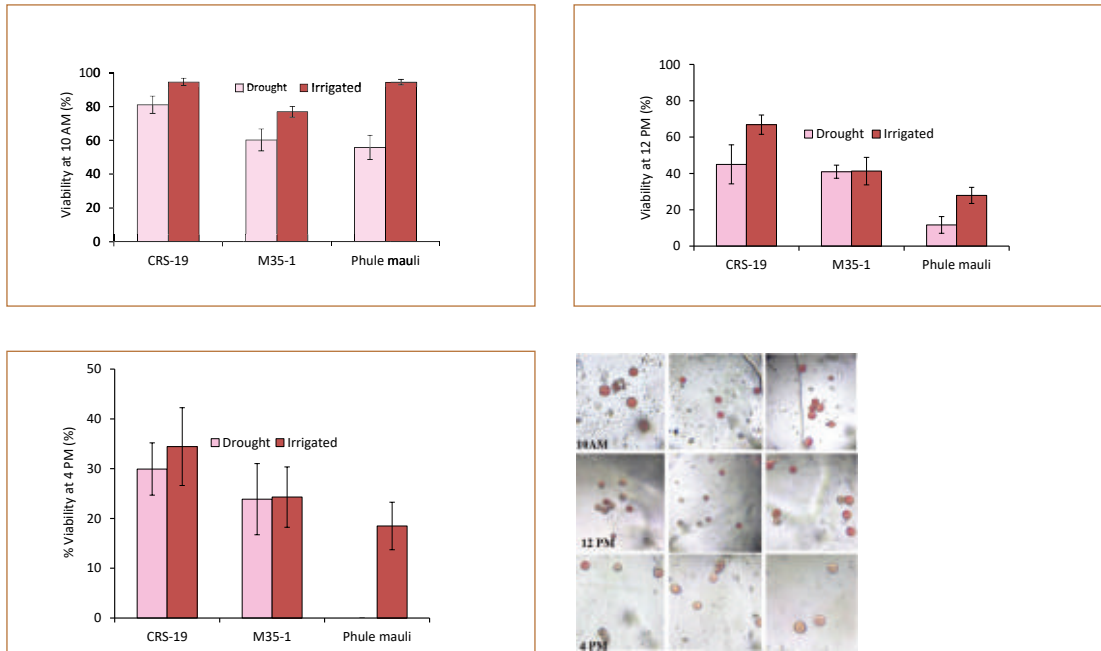 Viability at 10 AM (%)
100
80
60
40
20
0
Drought
Irrigated
CRS-19
M35-1
Phule mauli
Viability at 12 PM (%)
100
80
60
40
20
0
Drought
Irrigated
CRS-19
M35-1
Phule mauli
% Viability at 4 PM (%)
50
40
30
20
10
0
Drought
Irrigated
CRS-19
M35-1
Phule mauli
10AM
12 PM
4 PM